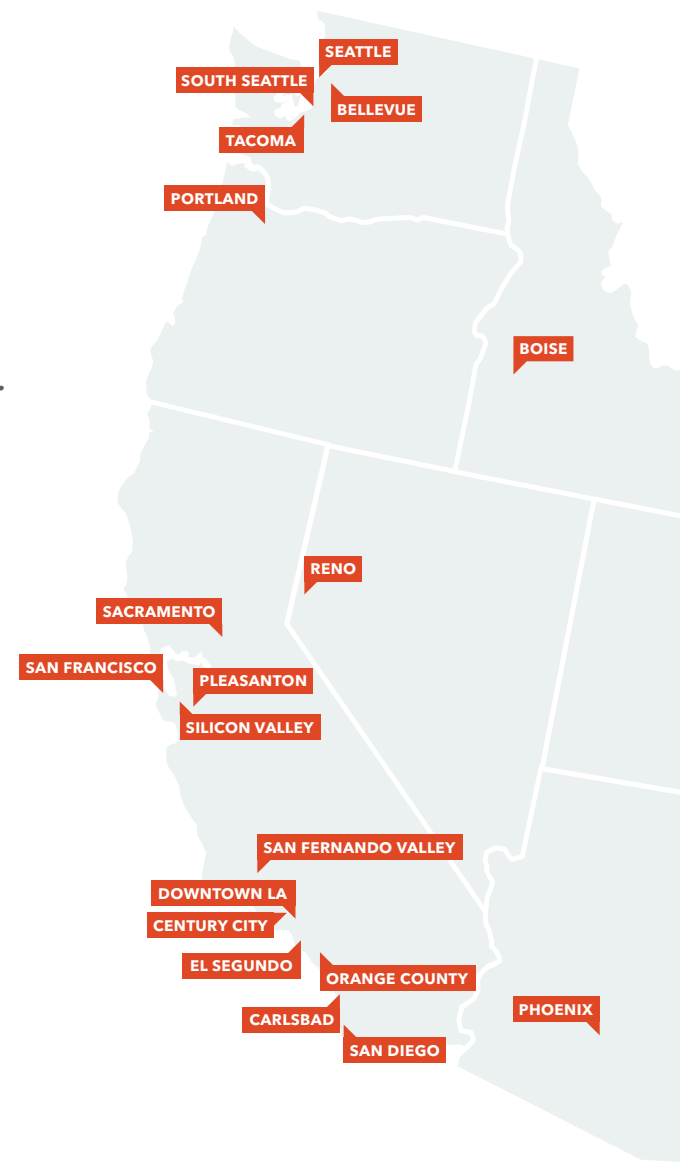 SEATTLE
SOUTH SEATTLE
BELLEVUE
TACOMA
PORTLAND
BOISE
RENO
SACRAMENTO
SAN FRANCISCO
PLEASANTON
SILICON VALLEY
SAN FERNANDO VALLEY
DOWNTOWN LA
CENTURY CITY
EL SEGUNDO
ORANGE COUNTY
PHOENIX
CARLSBAD
SAN DIEGO